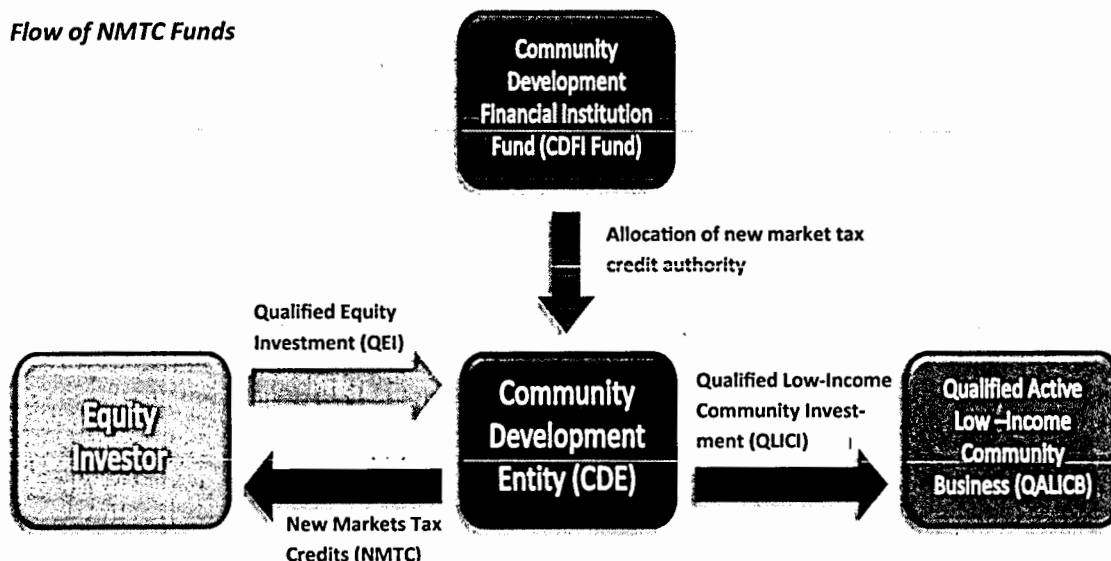 Flow of NMTC Funds
Community
Development
Financial Institution
Fund (CDFI Fund)
Allocation of new market tax
credit authority
Qualified Equity
Investment (QEI)
Equity
Investor
New Markets Tax
Credits (NMTC)
Community
Development
Entity (CDE)
Qualified Low-Income
Community Invest-
ment (QLICI)
Qualified Active
Low-Income
Community
Business (QALICB)